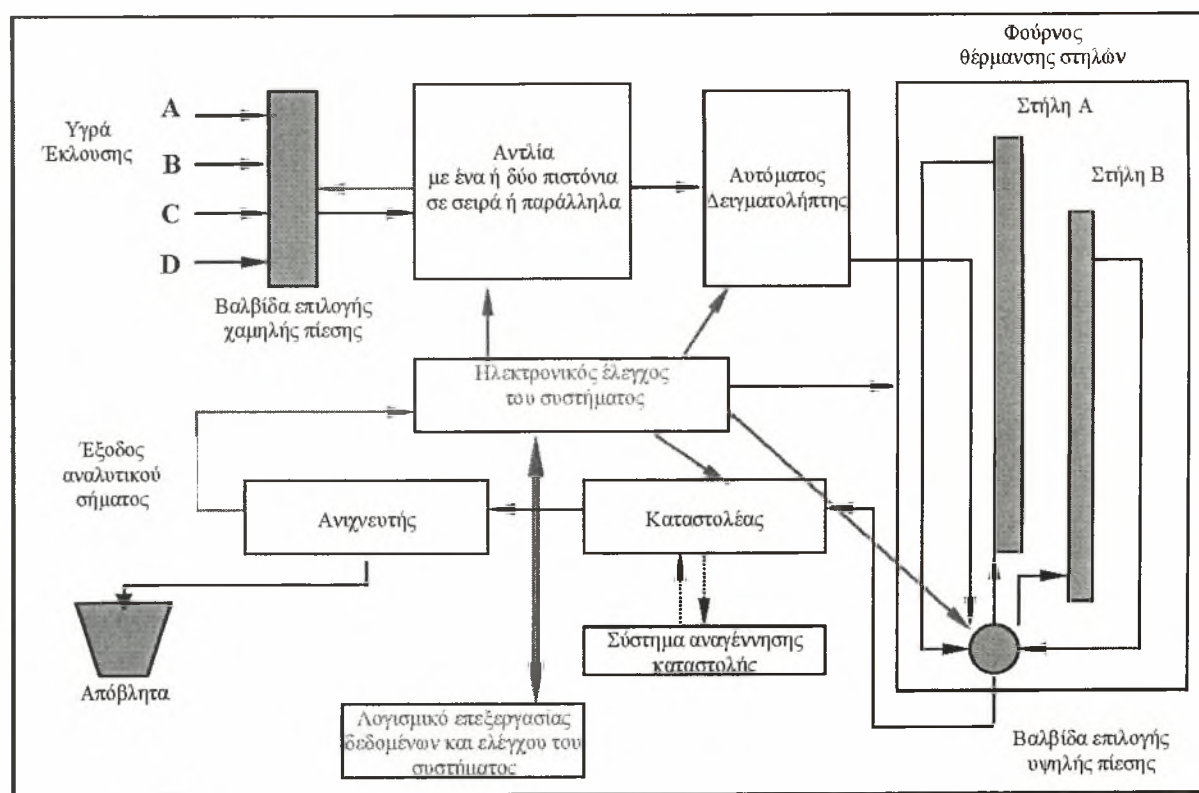 Φούρνος
θέρμανσης στηλών
Υγρά
Έκλουσης
A
B
C
D
Βαλβίδα επιλογής
χαμηλής πίεσης
Αντλία
με ένα ή δύο πιστόνια
σε σειρά ή παράλληλα
Αυτόματος
Δειγματολήπτης
Στήλη Α
Στήλη Β
Ηλεκτρονικός έλεγχος
του συστήματος
Έξοδος
αναλυτικού
σήματος
Ανιχνευτής
Καταστολέας
Απόβλητα
Σύστημα αναγέννησης
καταστολής
Λογισμικό επεξεργασίας
δεδομένων και ελέγχου του
συστήματος
Βαλβίδα επιλογής
υψηλής πίεσης